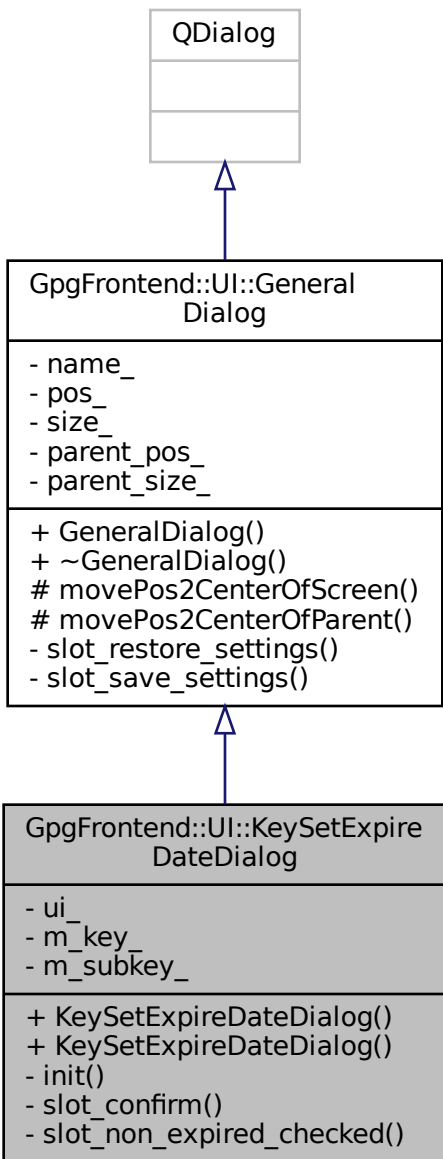 QDialog
GpgFrontend::UI::General
Dialog
- name_
- pos_
- size_
- parent_pos_
- parent_size_
+ GeneralDialog()
+ ~GeneralDialog()
# movePos2CenterOfScreen()
# movePos2CenterOfParent()
- slot_restore_settings()
- slot_save_settings()
GpgFrontend::UI::KeySetExpire
DateDialog
- ui_
- m_key_
- m_subkey_
+ KeySetExpireDateDialog()
+ KeySetExpireDateDialog()
- init()
- slot_confirm()
- slot_non_expired_checked()